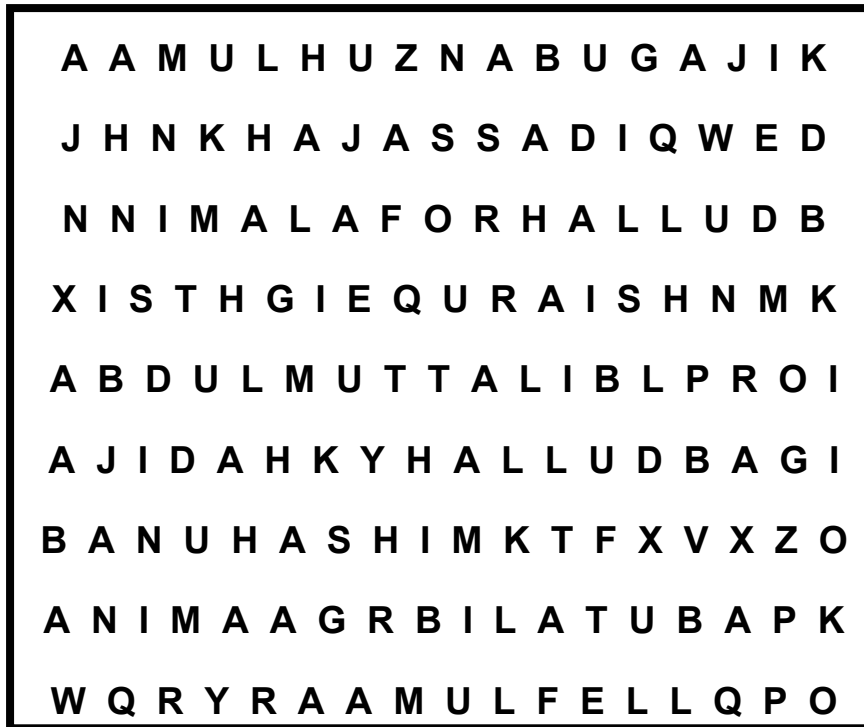 A A M U L H U Z N A B U G A J I K
J H N K H A J A S S A D I Q W E D
N N I M A L A F O R H A L L U D B
X I S T H G I E Q U R A I S H N M K
A B D U L M U T T A L I B L P R O I
A J I D A H K Y H A L L U D B A G I
B A N U H A S H I M K T F X V X Z O
A N I M A A G R B I L A T U B A P K
W Q R Y R A A M U L F E L L Q P O